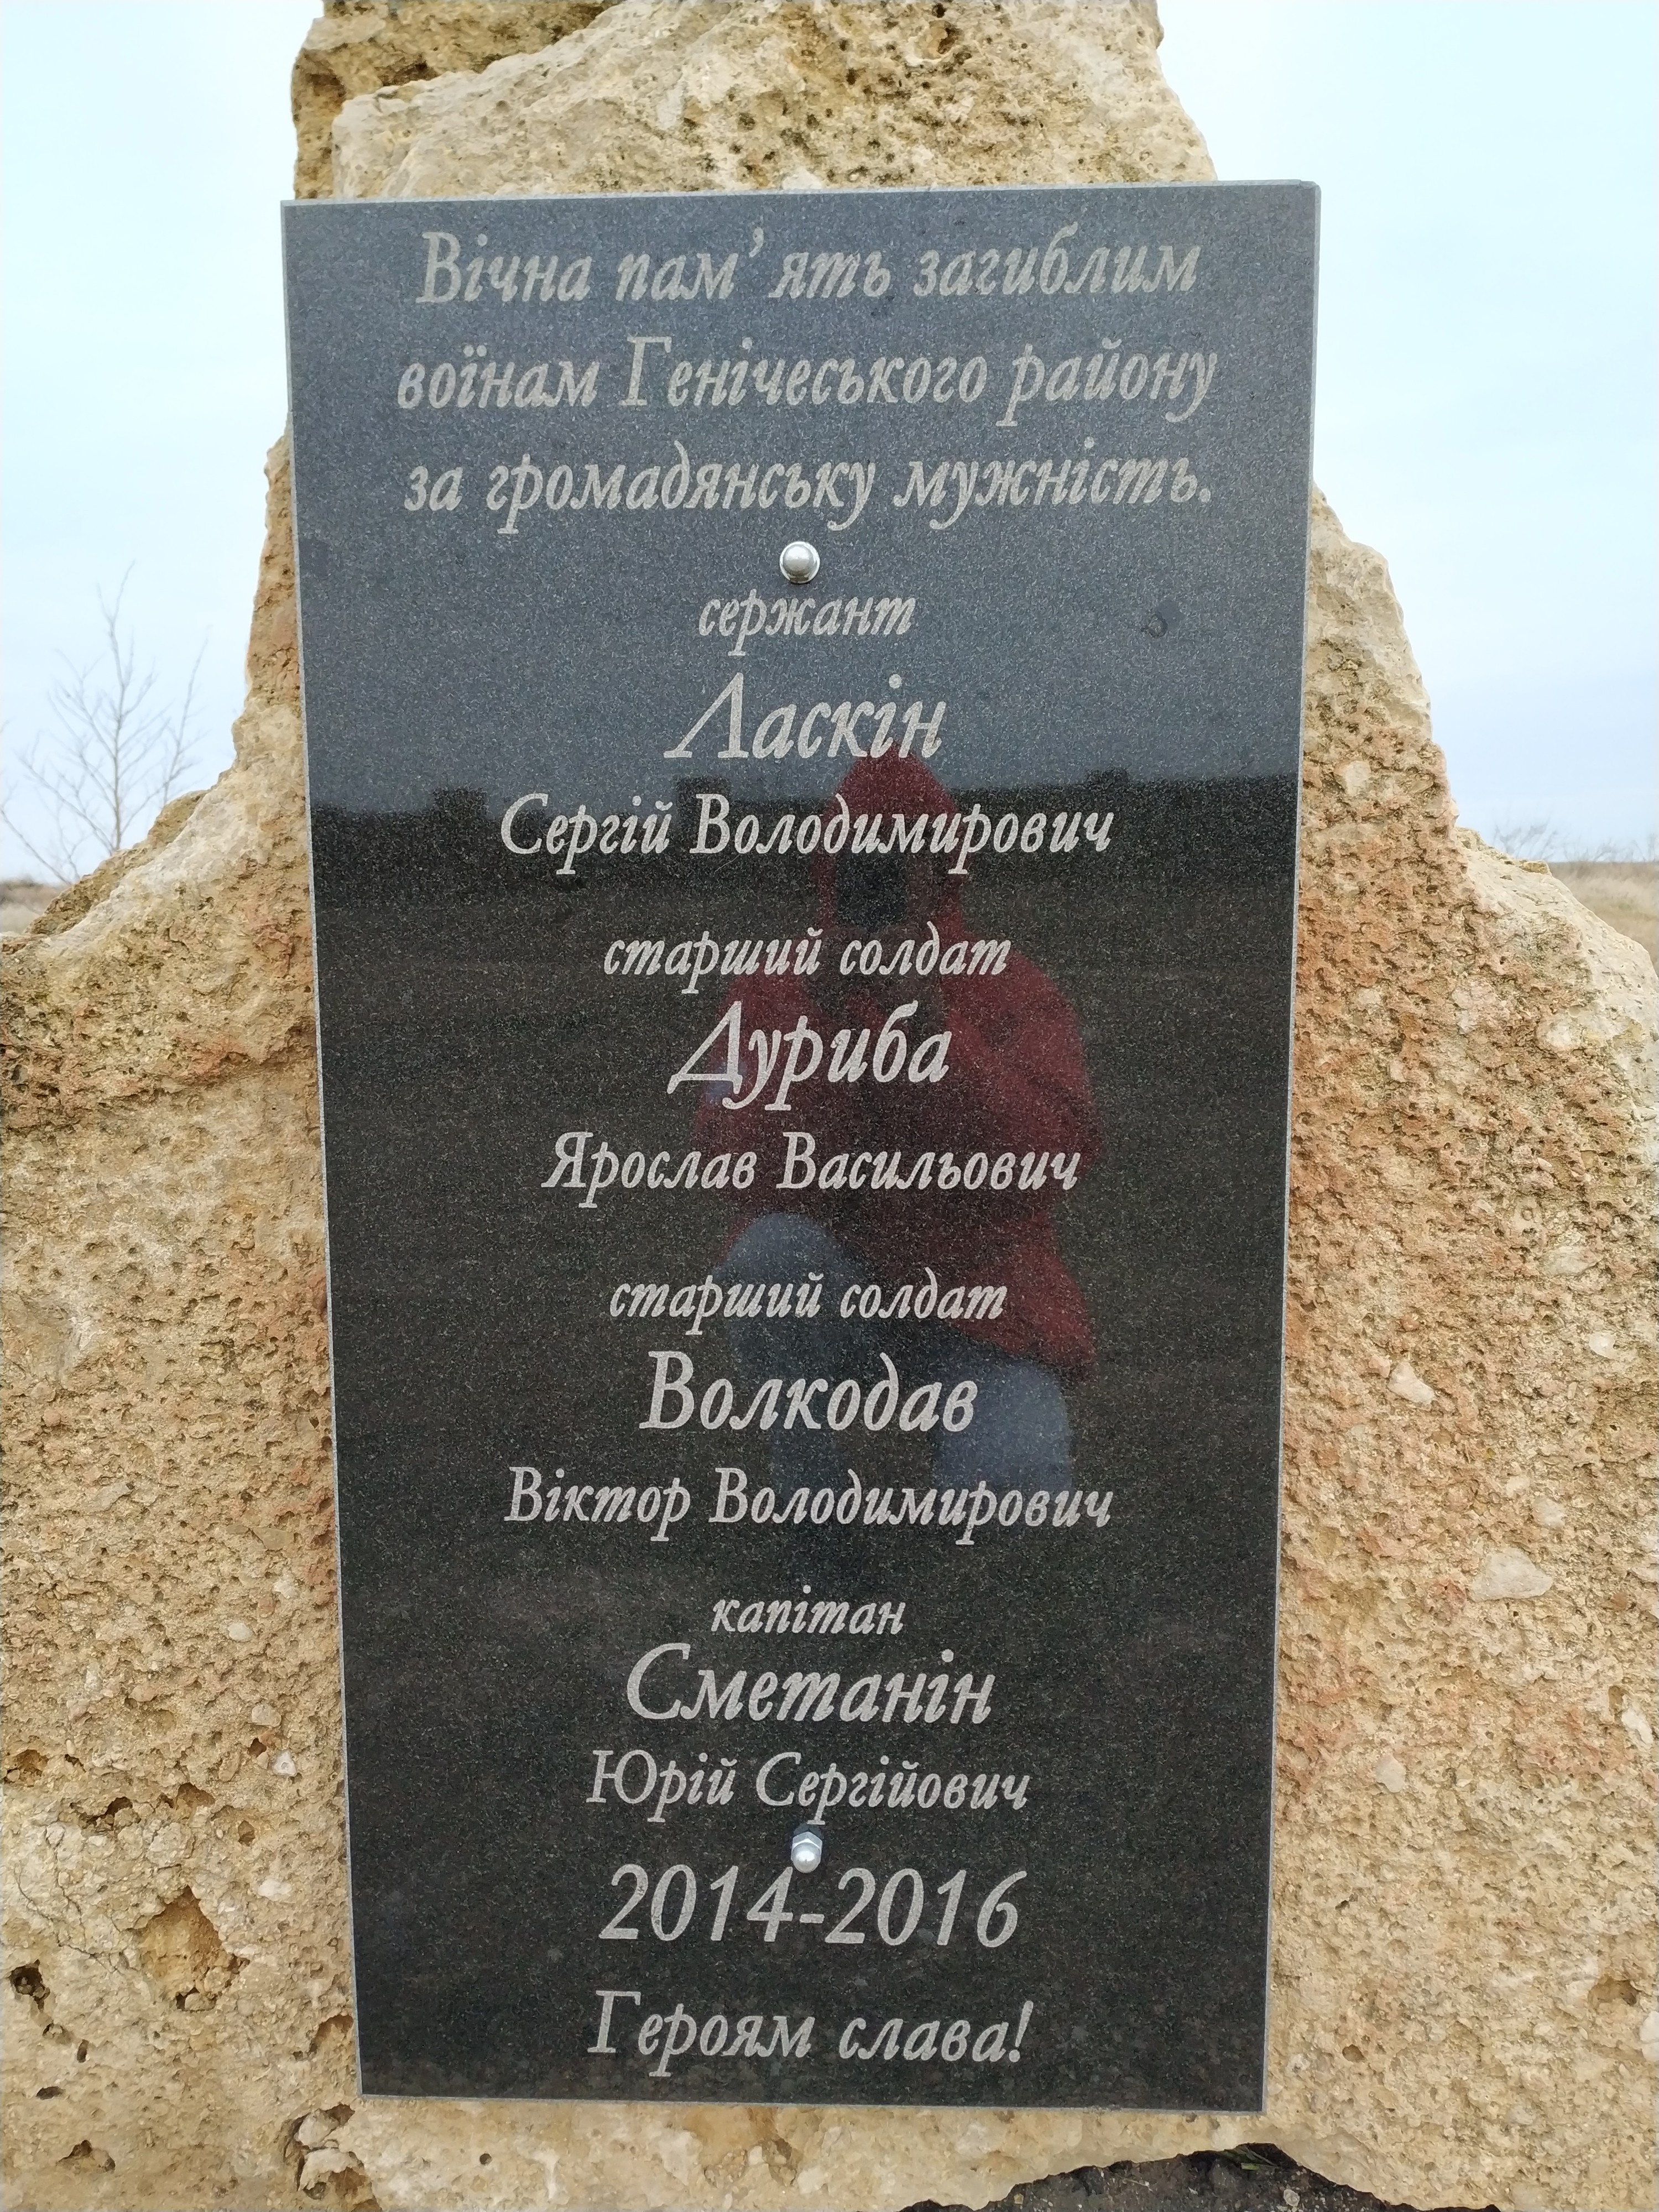 Вічна пам’ять загиблим
воїнам Генічеського району
за громадянську мужність.
сержант
Ласкін
Сергій Володимирович
старший солдат
Дуриба
Ярослав Васильович
старший солдат
Волкодав
Віктор Володимирович
капітан
Сметанін
Юрій Сергійович
2014-2016
Героям слава!